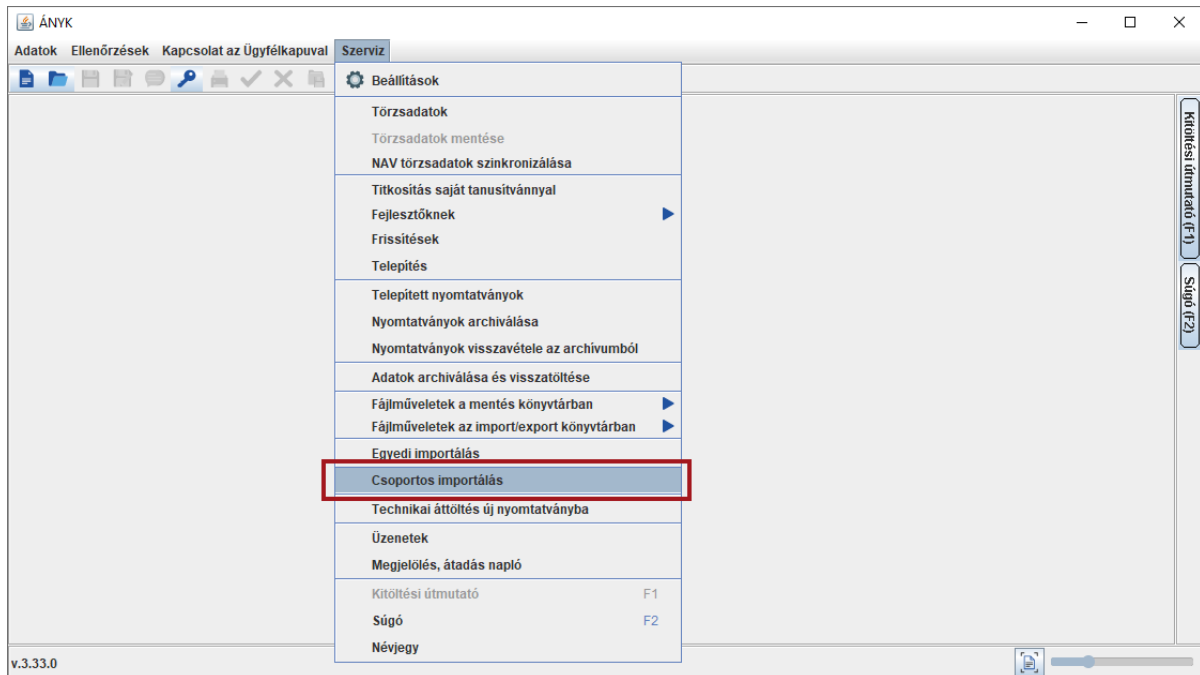 ÁNYK
Adatok Ellenőrzések Kapcsolat az Ügyfélkapuval Szerviz
Beállítások
Törzsadatok
Törzsadatok mentése
NAV törzsadatok szinkronizálása
Titkosítás saját tanusítvánnyal
Fejlesztőknek
Frissítések
Telepítés
Telepített nyomtatványok
Nyomtatványok archiválása
Nyomtatványok visszavétele az archívumból
Adatok archiválása és visszatöltése
Fájlműveletek a mentés könyvtárban
Fájlműveletek az import/export könyvtárban
Egyedi importálás
Csoportos importálás
Technikai áttöltés új nyomtatványba
Üzenetek
Megjelölés, átadás napló
Kitöltési útmutató F1
Súgó F2
Névjegy
Kitöltési útmutató (F1)
Súgó (F2)
v.3.33.0